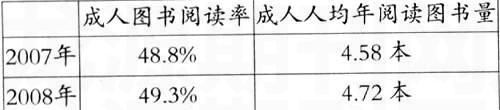 成人图书阅读率 成人人均年阅读图书量
2007年 48.8% 4.58 本
2008年 49.3% 4.72 本